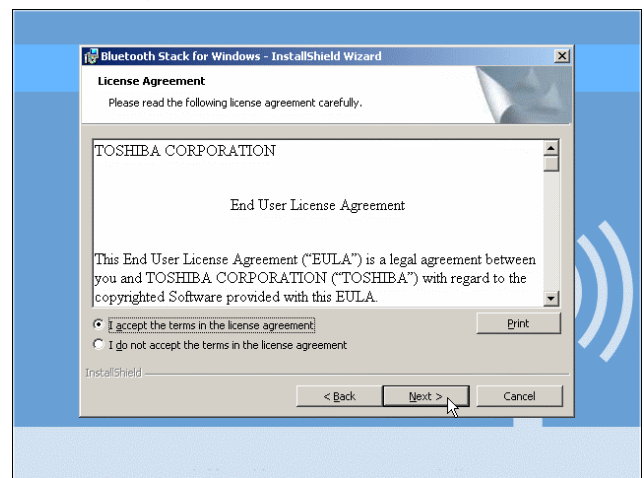 Bluetooth Stack for Windows - InstallShield Wizard
License Agreement
Please read the following license agreement carefully.
TOSHIBA CORPORATION
End User License Agreement
This End User License Agreement (“EULA”) is a legal agreement between
you and TOSHIBA CORPORATION (“TOSHIBA”) with regard to the
copyrighted Software provided with this EULA.
I accept the terms in the license agreement
Print
I do not accept the terms in the license agreement
InstallShield
< Back
Next >
Cancel